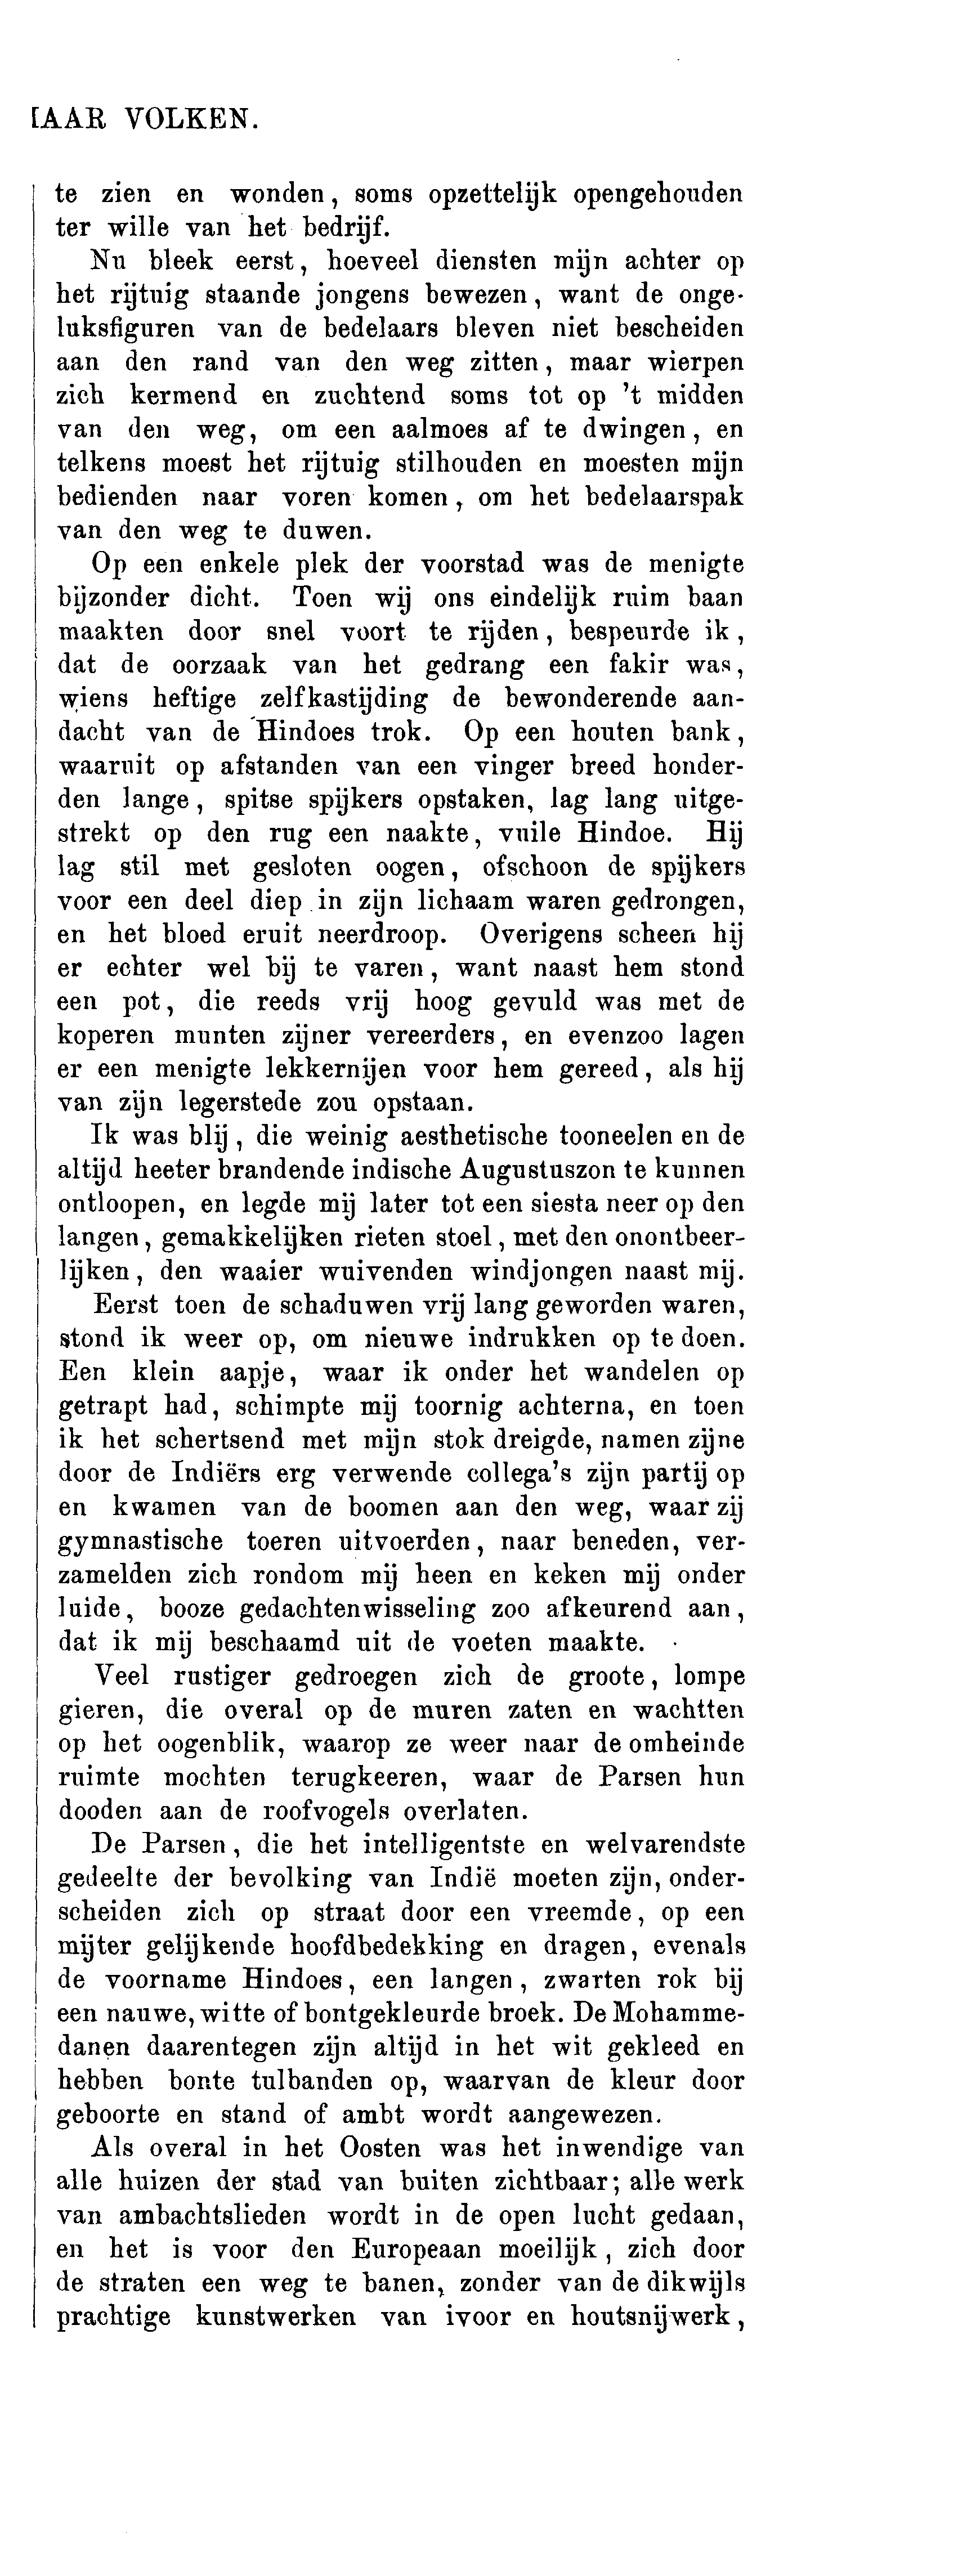 AAR VOLKEN.
te zien en wonden, soms opzettelijk opengehouden
ter wille van het bedrijf.
Nu bleek eerst, hoeveel diensten mijn achter op
het rijtuig staande jongens bewezen, want de onge-
luksfiguren van de bedelaars bleven niet bescheiden
aan den rand van den weg zitten, maar wierpen
zich kermend en zuchtend soms tot op 't midden
van den weg, om een aalmoes af te dwingen, en
telkens moest het rijtuig stilhouden en moesten mijn
bedienden naar voren komen, om het bedelaarspak
van den weg te duwen.
Op een enkele plek der voorstad was de menigte
bijzonder dicht. Toen wij ons eindelijk ruim baan
maakten door snel voort te rijden, bespeurde ik,
dat de oorzaak van het gedrang een fakir was,
wiens heftige zelfkastijding de bewonderende aan-
dacht van de Hindoes trok. Op een houten bank,
waaruit op afstanden van een vinger breed honder-
den lange, spitse spijkers opstaken, lag lang uitge-
strekt op den rug een naakte, vuile Hindoe. Hij
lag stil met gesloten oogen, ofschoon de spijkers
voor een deel diep in zijn lichaam waren gedrongen,
en het bloed eruit neerdroop. Overigens scheen hij
er echter wel bij te varen, want naast hem stond
een pot, die reeds vrij hoog gevuld was met de
koperen munten zijner vereerders, en evenzoo lagen
er een menigte lekkernijen voor hem gereed, als hij
van zijn legerstede zou opstaan.
Ik was blij, die weinig aesthetische tooneelen en de
altijd heeter brandende indische Augustuszon te kunnen
ontloopen, en legde mij later tot een siesta neer op den
langen, gemakkelijken rieten stoel, met den onontbeer-
lijken, den waaier wuivenden windjongen naast mij.
Eerst toen de schaduwen vrij lang geworden waren,
stond ik weer op, om nieuwe indrukken op te doen.
Een klein aapje, waar ik onder het wandelen op
getrapt had, schimpte mij toornig achterna, en toen
ik het schertsend met mijn stok dreigde, namen zijne
door de Indiërs erg verwende collega's zijn partij op
en kwamen van de boomen aan den weg, waar zij
gymnastische toeren uitvoerden, naar beneden, ver-
zamelden zich rondom mij heen en keken mij onder
luide, booze gedachtenwisseling zoo afkeurend aan,
dat ik mij beschaamd uit de voeten maakte.
Veel rustiger gedroegen zich de groote, lompe
gieren, die overal op de muren zaten en wachtten
op het oogenblik, waarop ze weer naar de omheinde
ruimte mochten terugkeeren, waar de Parsen hun
dooden aan de roofvogels overlaten.
De Parsen, die het intelligentste en welvarendste
gedeelte der bevolking van Indië moeten zijn, onder-
scheiden zich op straat door een vreemde, op een
mijter gelijkende hoofdbedekking en dragen, evenals
de voorname Hindoes, een langen, zwarten rok bij
een nauwe, witte of bontgekleurde broek. De Mohamme-
danen daarentegen zijn altijd in het wit gekleed en
hebben bonte tulbanden op, waarvan de kleur door
geboorte en stand of ambt wordt aangewezen.
Als overal in het Oosten was het inwendige van
alle huizen der stad van buiten zichtbaar; alle werk
van ambachtslieden wordt in de open lucht gedaan,
en het is voor den Europeaan moeilijk, zich door
de straten een weg te banen, zonder van de dikwijls
prachtige kunstwerken van ivoor en houtsnijwerk,